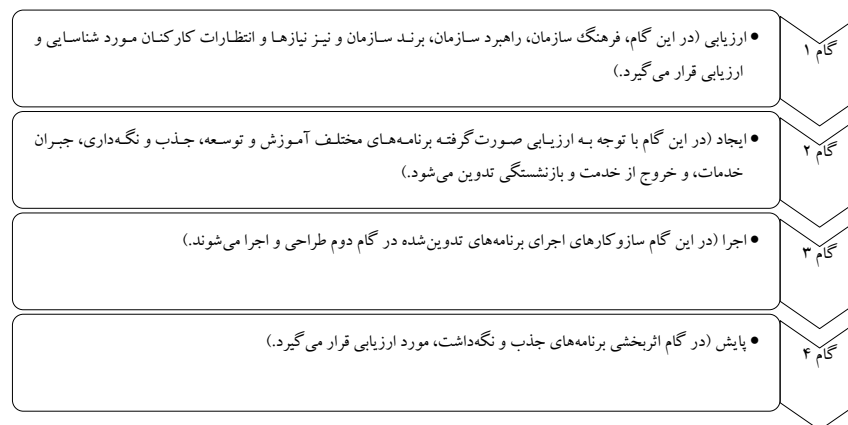 گام ۱
• ارزیابی (در این گام، فرهنگ سازمان، راهبرد سازمان، برند سازمان و نیز نیازها و انتظارات کارکنان مورد شناسایی و
ارزیابی قرار می‌گیرد.)
گام ۲
• ایجاد (در این گام با توجه به ارزیابی صورت‌گرفته برنامه‌های مختلف آموزش و توسعه، جذب و نگه‌داری، جبران
خدمات، و خروج از خدمت و بازنشستگی تدوین می‌شود.)
گام ۳
• اجرا (در این گام سازوکارهای اجرای برنامه‌های تدوین‌شده در گام دوم طراحی و اجرا می‌شوند.)
گام ۴
• پایش (در گام اثربخشی برنامه‌های جذب و نگه‌داشت، مورد ارزیابی قرار می‌گیرد.)